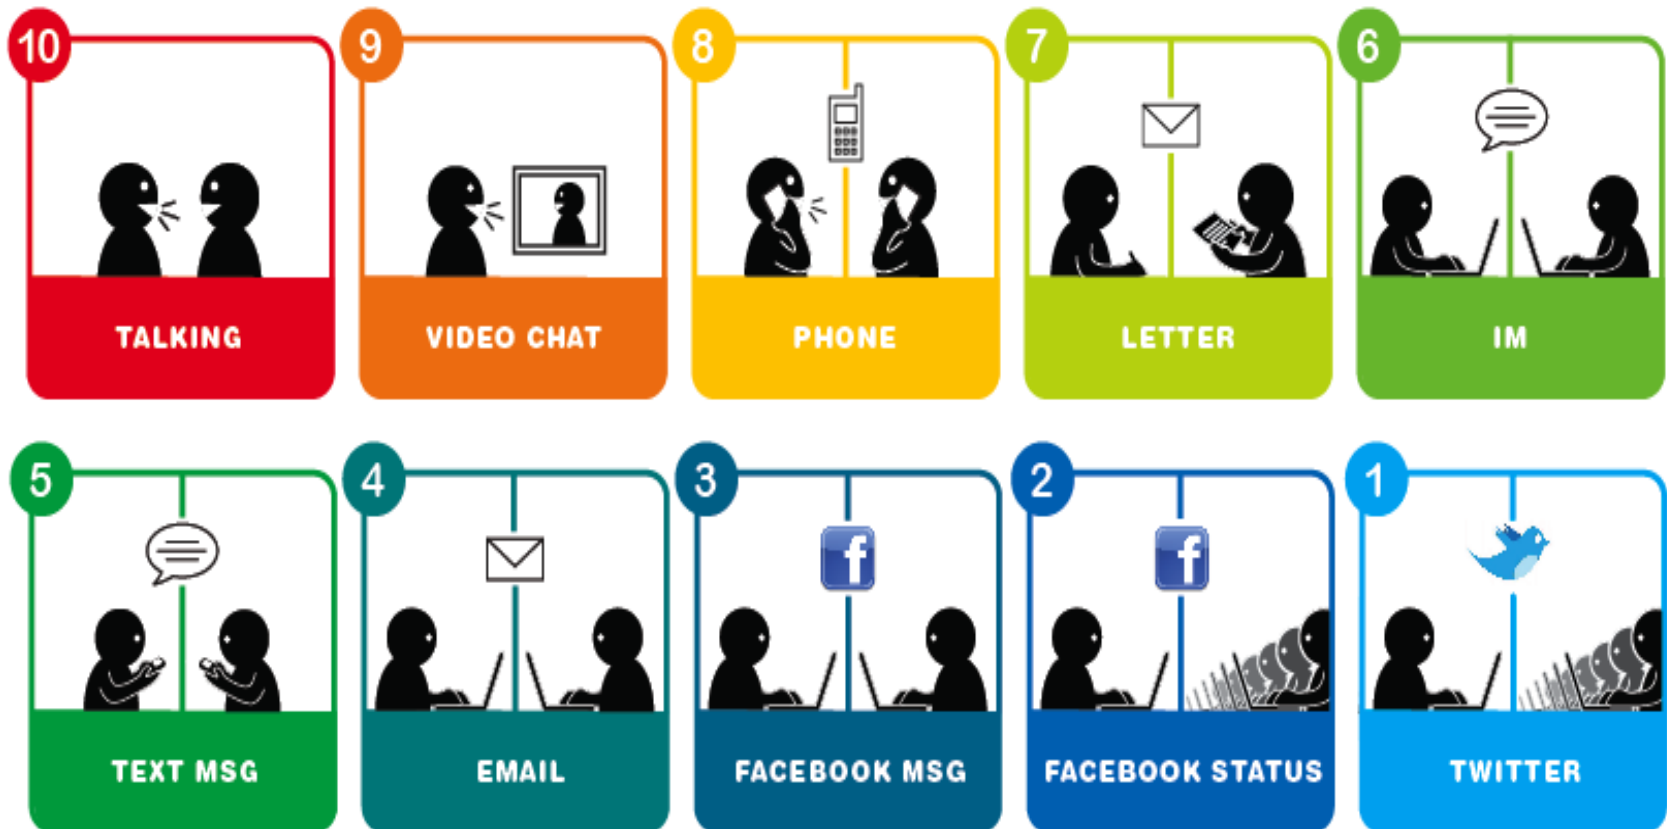 10
TALKING
9
VIDEO CHAT
8
PHONE
7
LETTER
6
IM
5
TEXT MSG
4
EMAIL
3
f
FACEBOOK MSG
2
f
FACEBOOK STATUS
1
TWITTER